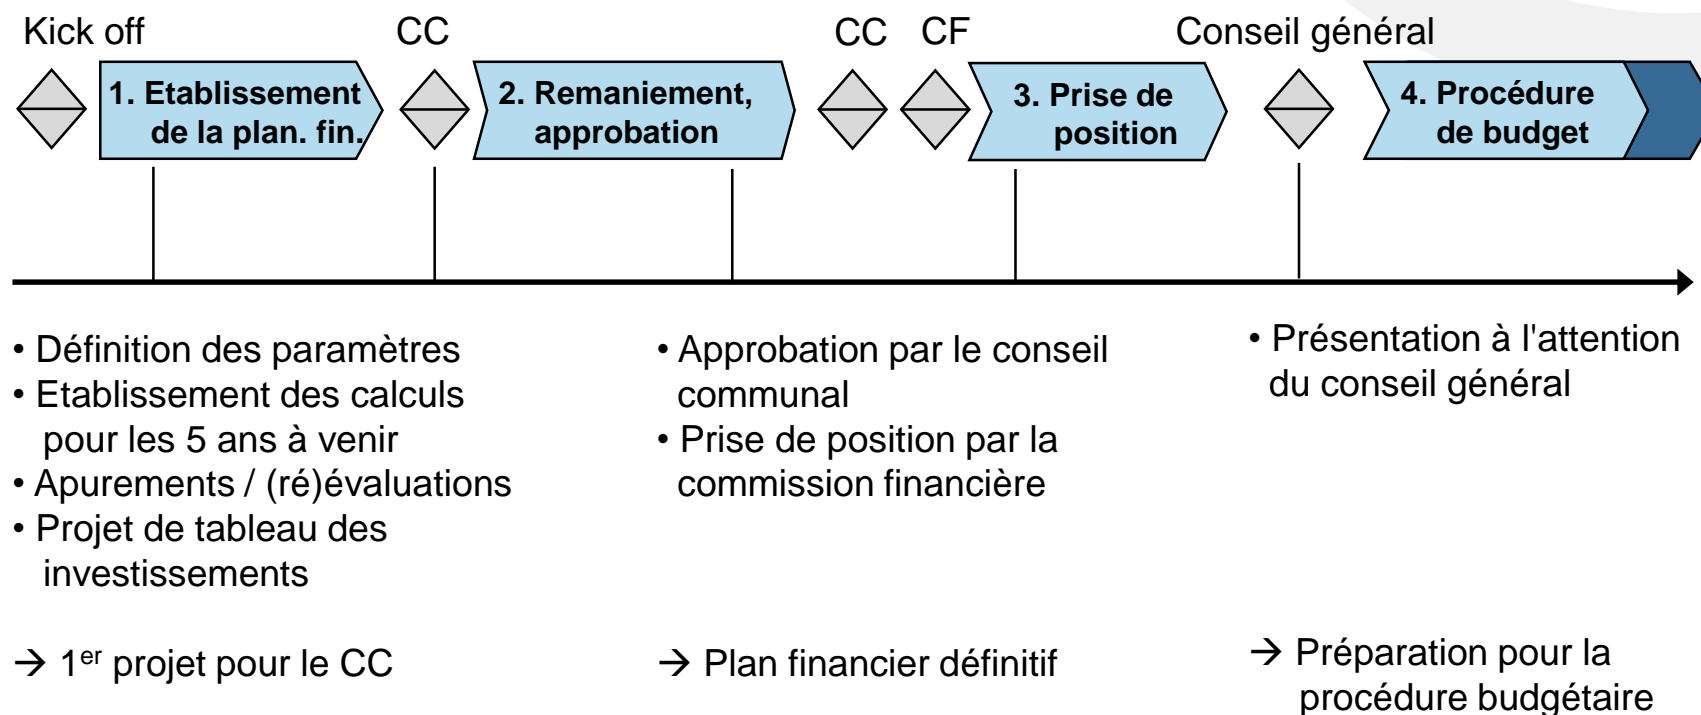 Kick off
CC
CC
CF
Conseil général
1. Etablissement
de la plan. fin.
2. Remaniement,
approbation
3. Prise de
position
4. Procédure
de budget
• Définition des paramètres
• Etablissement des calculs
pour les 5 ans à venir
• Apurements / (ré)évaluations
• Projet de tableau des
investissements
→ 1er projet pour le CC
• Approbation par le conseil
communal
• Prise de position par la
commission financière
→ Plan financier définitif
• Présentation à l'attention
du conseil général
→ Préparation pour la
procédure budgétaire